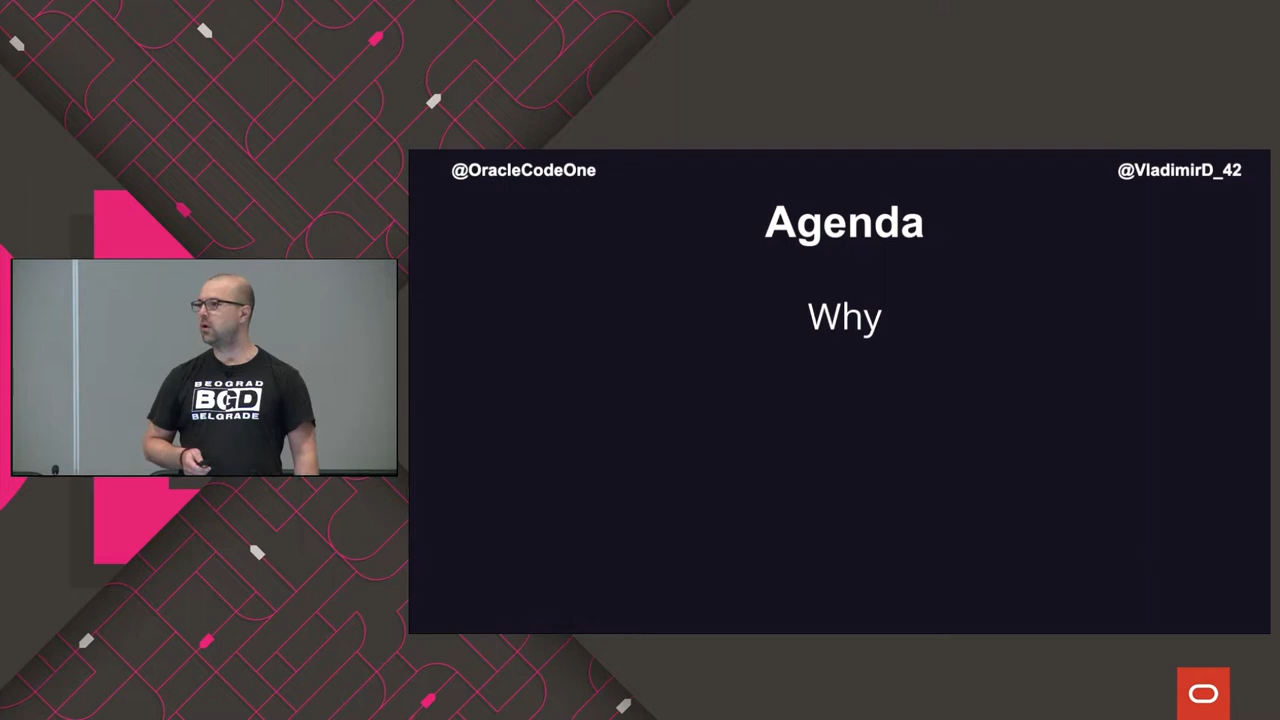 @OracleCodeOne
@VladimirD_42
Agenda
Why
BEOGRAD
BGD
BELGRADE